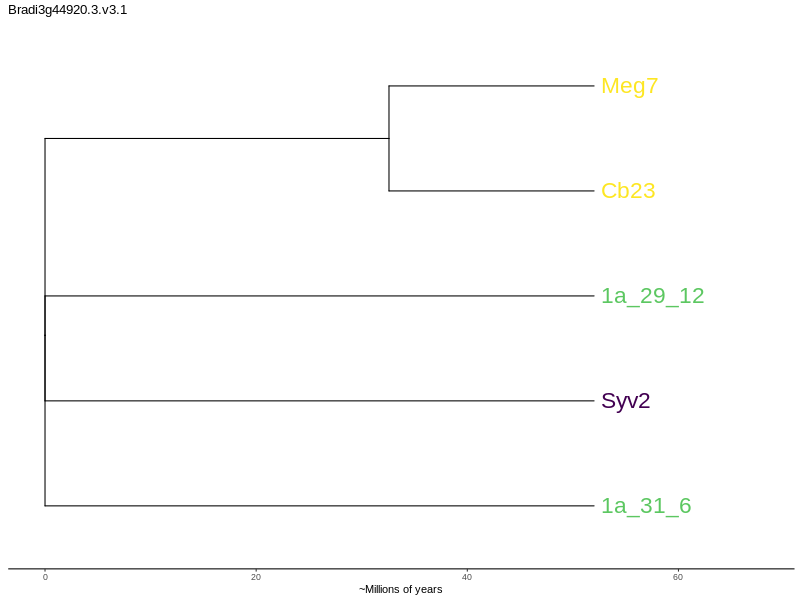 Bradi3g44920.3.v3.1
Meg7
Cb23
1a_29_12
Syv2
1a_31_6
0 20 40 60
~Millions of years